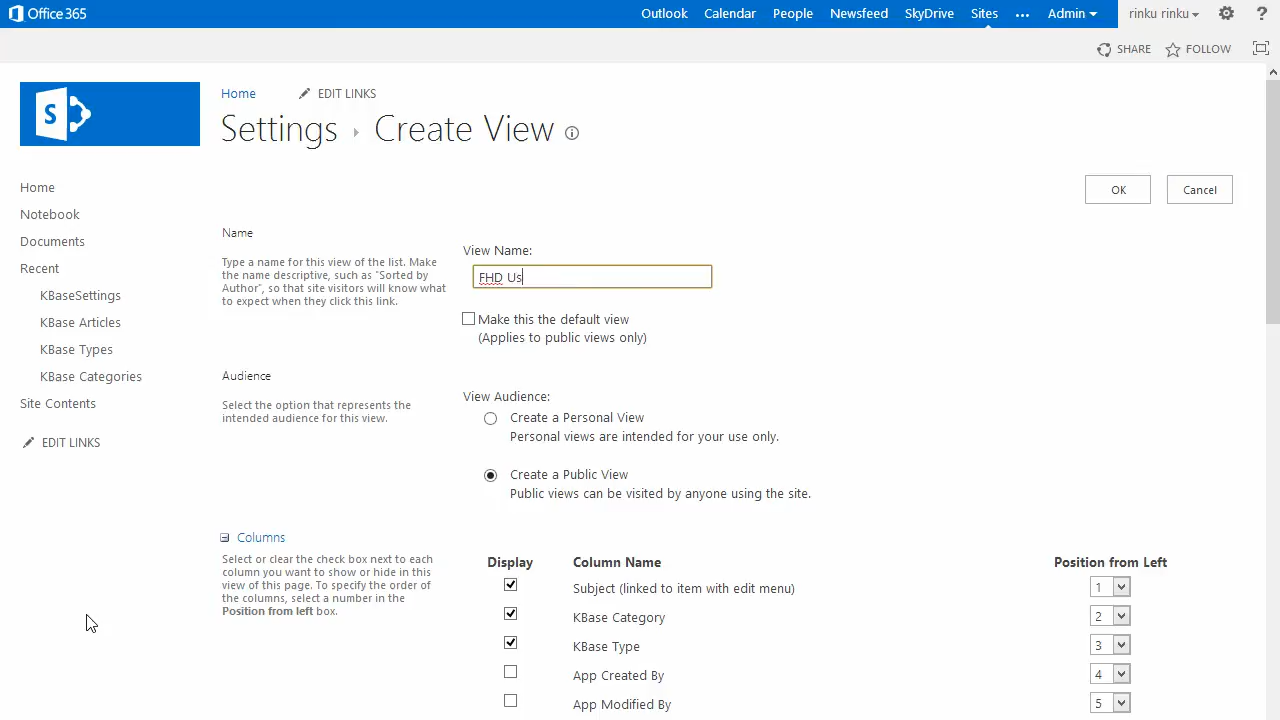 Office 365
Outlook Calendar People Newsfeed SkyDrive Sites ... Admin rinku rinku ?
SHARE FOLLOW
S
Home EDIT LINKS
Settings Create View
Home
Notebook
Documents
Recent
KBaseSettings
KBase Articles
KBase Types
KBase Categories
Site Contents
EDIT LINKS
OK Cancel
Name
Type a name for this view of the list. Make
the name descriptive, such as "Sorted by
Author", so that site visitors will know what
to expect when they click this link.
View Name:
FHD Us
Make this the default view
(Applies to public views only)
Audience
Select the option that represents the
intended audience for this view.
View Audience:
Create a Personal View
Personal views are intended for your use only.
Create a Public View
Public views can be visited by anyone using the site.
Columns
Select or clear the check box next to each
column you want to show or hide in this
view of this page. To specify the order of
the columns, select a number in the
Position from left box.
Display Column Name Position from Left
Subject (linked to item with edit menu) 1
KBase Category 2
KBase Type 3
App Created By 4
App Modified By 5